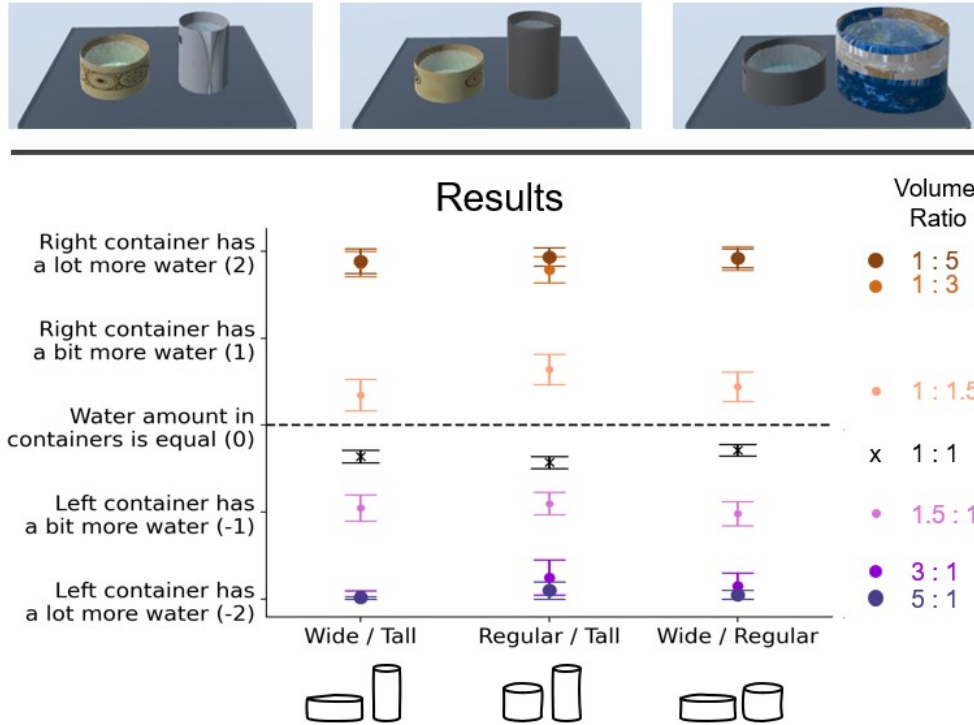 Results
Volume
Ratio
Right container has
a lot more water (2)
Right container has
a bit more water (1)
Water amount in
containers is equal (0)
Left container has
a bit more water (-1)
Left container has
a lot more water (-2)
1 : 5
1 : 3
1 : 1.5
x 1 : 1
1.5 : 1
3 : 1
5 : 1
Wide / Tall
Regular / Tall
Wide / Regular